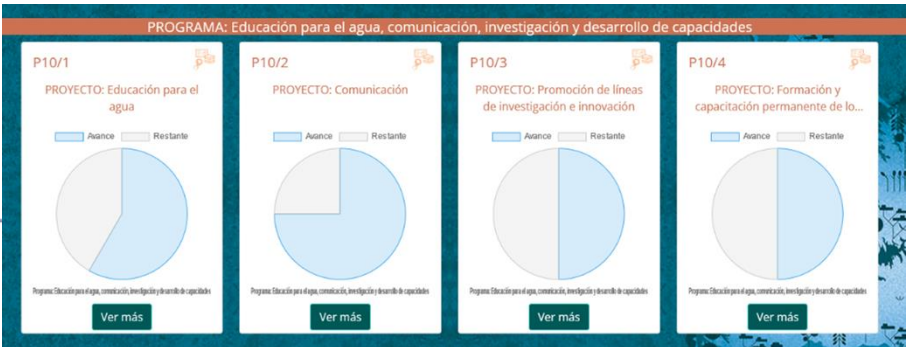 PROGRAMA: Educación para el agua, comunicación, investigación y desarrollo de capacidades
P10/1
PROYECTO: Educación para el
agua
Avance Restante
Programa: Educación para el agua, comunicación, investigación y desarrollo de capacidades
Ver más
P10/2
PROYECTO: Comunicación
Avance Restante
Programa: Educación para el agua, comunicación, investigación y desarrollo de capacidades
Ver más
P10/3
PROYECTO: Promoción de líneas
de investigación e innovación
Avance Restante
Programa: Educación para el agua, comunicación, investigación y desarrollo de capacidades
Ver más
P10/4
PROYECTO: Formación y
capacitación permanente de lo...
Avance Restante
Programa: Educación para el agua, comunicación, investigación y desarrollo de capacidades
Ver más